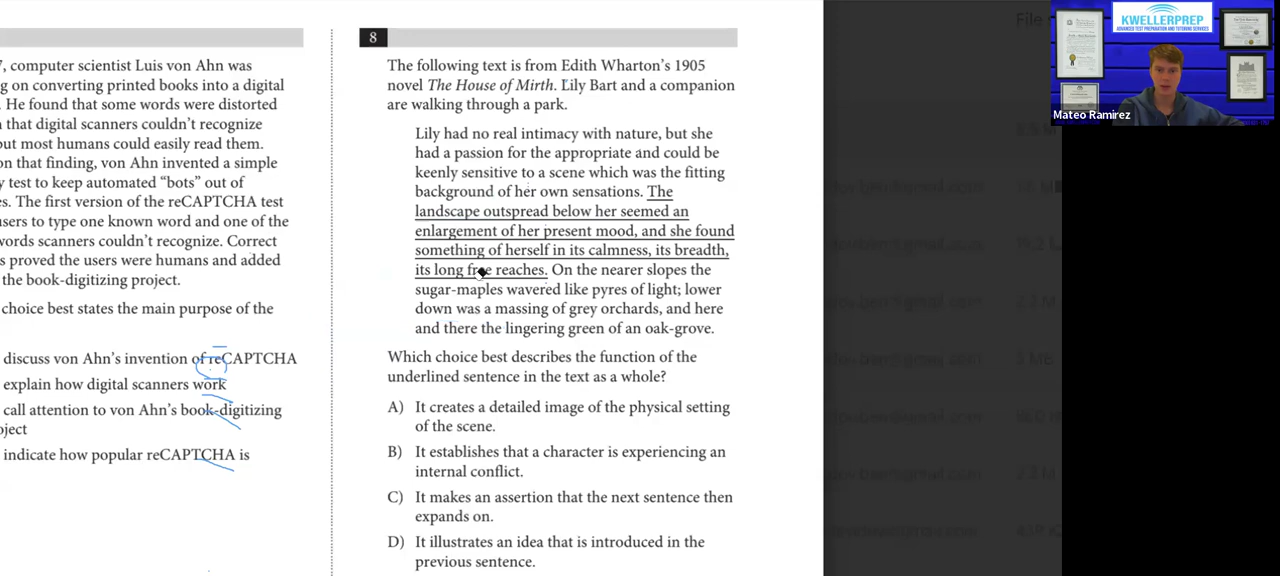 7, computer scientist Luis von Ahn was
g on converting printed books into a digital
. He found that some words were distorted
n that digital scanners couldn't recognize
but most humans could easily read them.
on that finding, von Ahn invented a simple
y test to keep automated “bots” out of
es. The first version of the reCAPTCHA test
users to type one known word and one of the
words scanners couldn't recognize. Correct
s proved the users were humans and added
the book-digitizing project.
choice best states the main purpose of the
discuss von Ahn's invention of reCAPTCHA
explain how digital scanners work
call attention to von Ahn's book-digitizing
oject
indicate how popular reCAPTCHA is
8
The following text is from Edith Wharton's 1905
novel The House of Mirth. Lily Bart and a companion
are walking through a park.
Lily had no real intimacy with nature, but she
had a passion for the appropriate and could be
keenly sensitive to a scene which was the fitting
background of her own sensations. The
landscape outspread below her seemed an
enlargement of her present mood, and she found
something of herself in its calmness, its breadth,
its long free reaches. On the nearer slopes the
sugar-maples wavered like pyres of light; lower
down was a massing of grey orchards, and here
and there the lingering green of an oak-grove.
Which choice best describes the function of the
underlined sentence in the text as a whole?
A) It creates a detailed image of the physical setting
of the scene.
B) It establishes that a character is experiencing an
internal conflict.
C) It makes an assertion that the next sentence then
expands on.
D) It illustrates an idea that is introduced in the
previous sentence.
File
KWELLERPREP
ADVANCED TEST PREPARATION AND TUTORING SERVICES
Mateo Ramirez